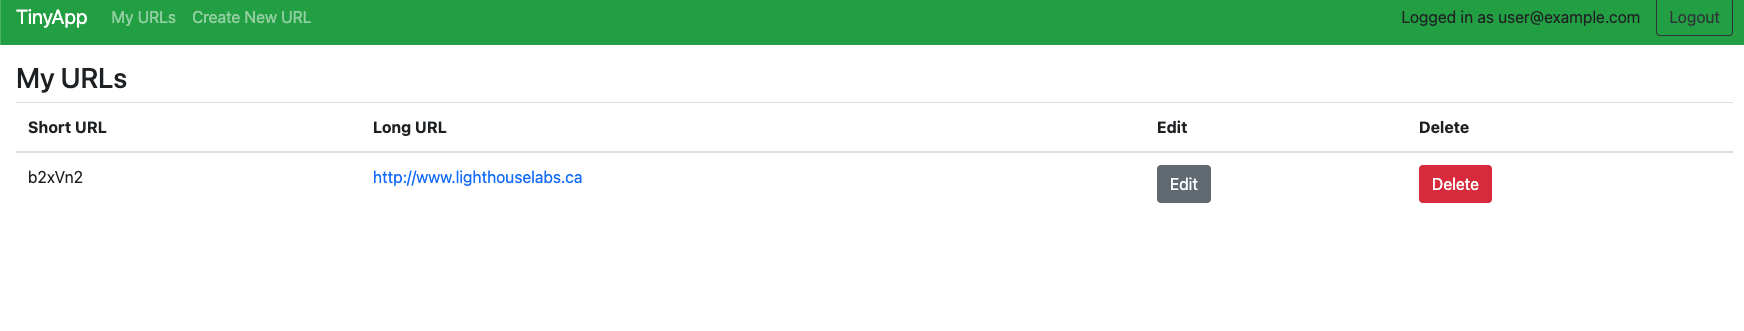 TinyApp My URLs Create New URL Logged in as user@example.com Logout
My URLs
Short URL Long URL Edit Delete
b2xVn2 http://www.lighthouselabs.ca Edit Delete